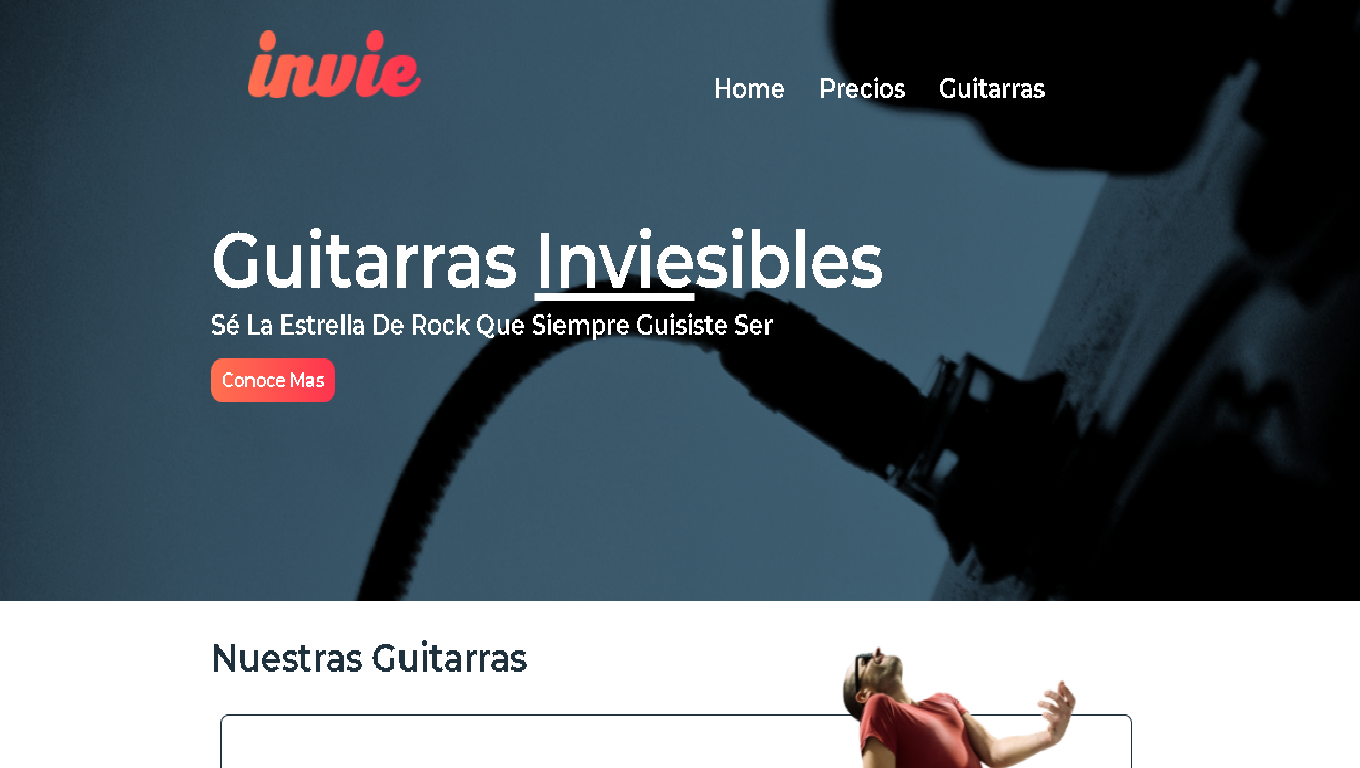 invie
Home Precios Guitarras
Guitarras Inviesibles
Sé La Estrella De Rock Que Siempre Guisiste Ser
Conoce Mas
Nuestras Guitarras